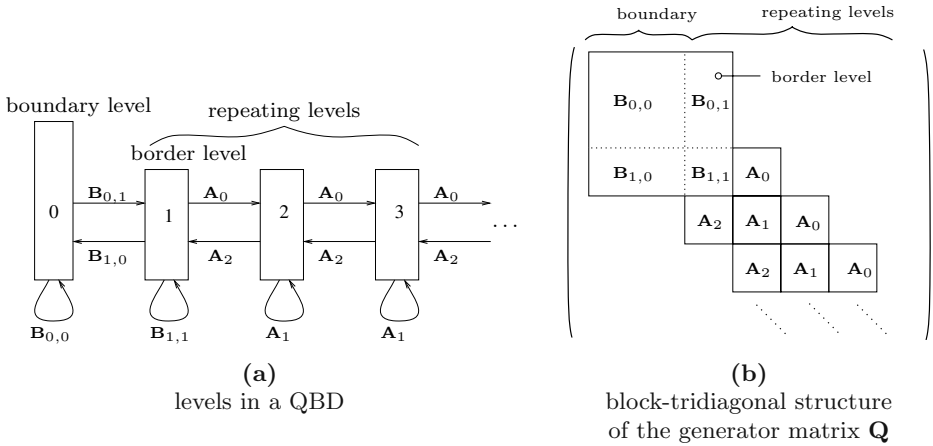 boundary level
repeating levels
border level
0
1
2
3
B0,1
A0
A0
A0
B1,0
A2
A2
A2
...
B0,0
B1,1
A1
A1
(a)
levels in a QBD
boundary
repeating levels
border level
B0,0
B0,1
B1,0
B1,1
A0
A2
A1
A0
A2
A1
A0
(b)
block-tridiagonal structure
of the generator matrix Q